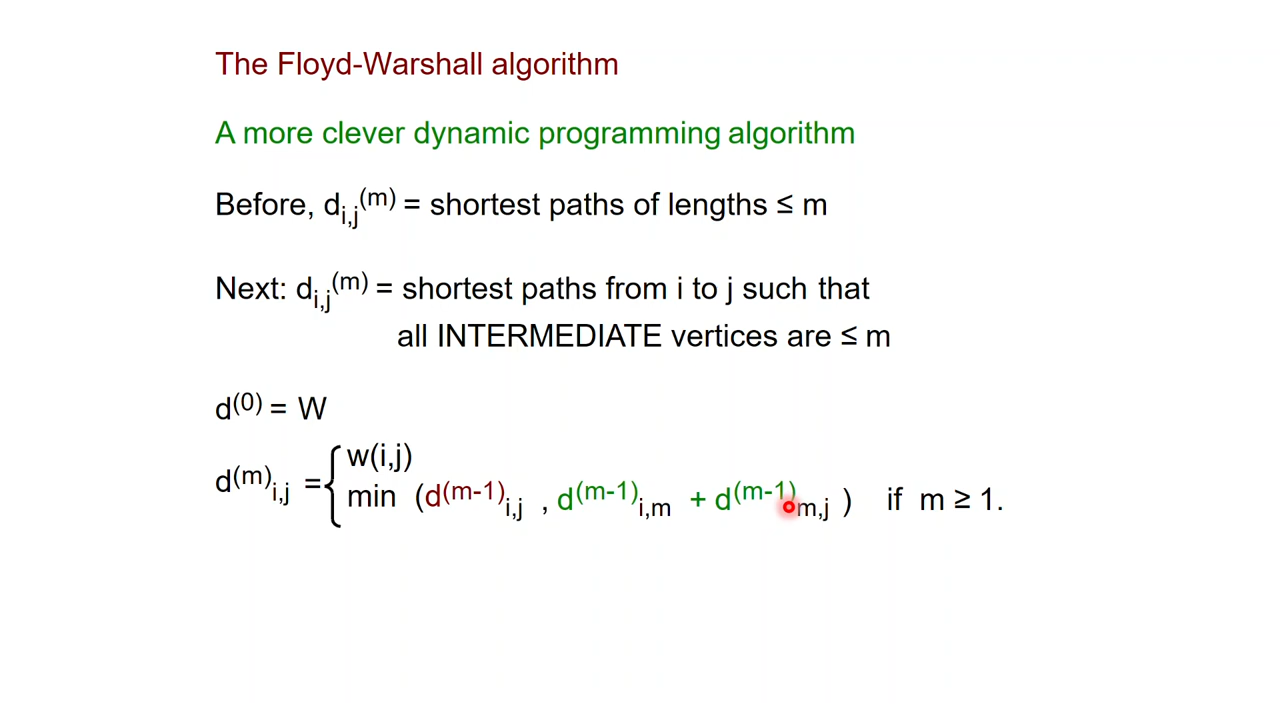 The Floyd-Warshall algorithm
A more clever dynamic programming algorithm
Before, d_{i,j}^{(m)} = shortest paths of lengths ≤ m
Next: d_{i,j}^{(m)} = shortest paths from i to j such that
all INTERMEDIATE vertices are ≤ m
d^{(0)} = W
w(i,j)
d^{(m)}_{i,j} = { min (d^{(m-1)}_{i,j} , d^{(m-1)}_{i,m} + d^{(m-1)}_{m,j} ) if m ≥ 1.